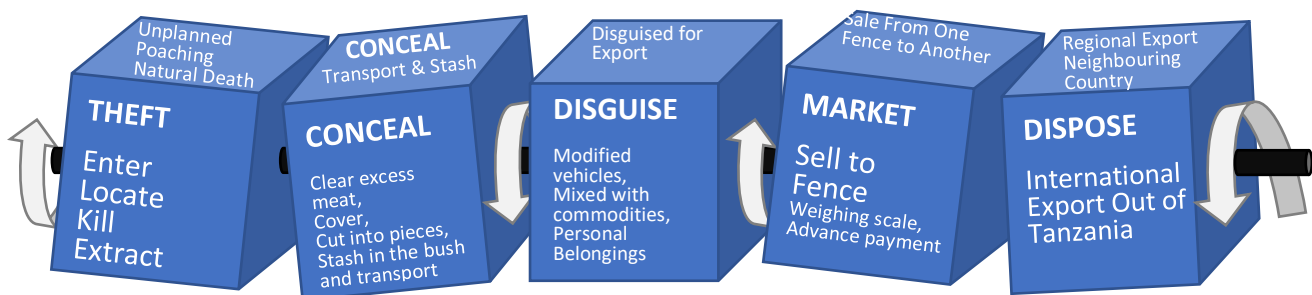 Unplanned
Poaching
Natural Death
THEFT
Enter
Locate
Kill
Extract
CONCEAL
Transport & Stash
CONCEAL
Clear excess
meat,
Cover,
Cut into pieces,
Stash in the bush
and transport
Disguised for
Export
DISGUISE
Modified
vehicles,
Mixed with
commodities,
Personal
Belongings
Sale From One
Fence to Another
MARKET
Sell to
Fence
Weighing scale,
Advance payment
Regional Export
Neighbouring
Country
DISPOSE
International
Export Out of
Tanzania